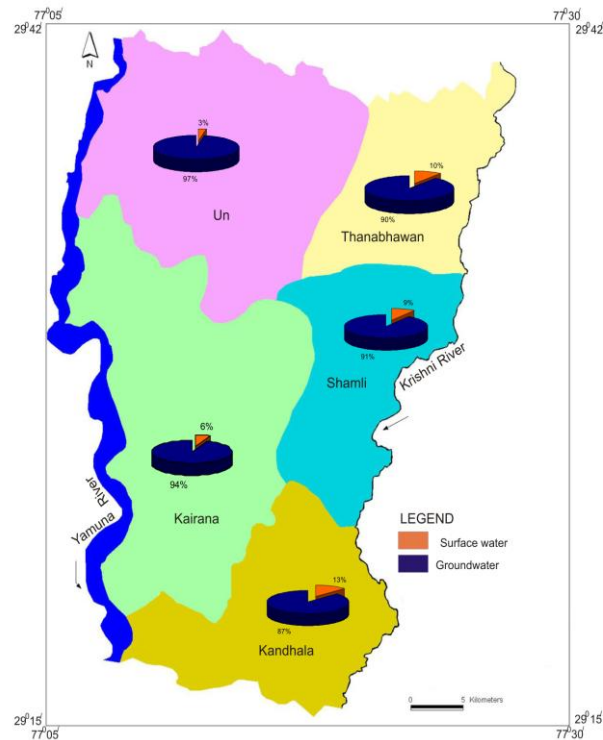 77°05
77°30
29°42
29°42
N
3%
97%
Un
10%
90%
Thanabhawan
9%
91%
Shamli
Krishni River
6%
94%
Kairana
Yamuna River
LEGEND
Surface water
Groundwater
13%
87%
Kandhala
0 5 Kilometers
29°15
29°15
77°05
77°30